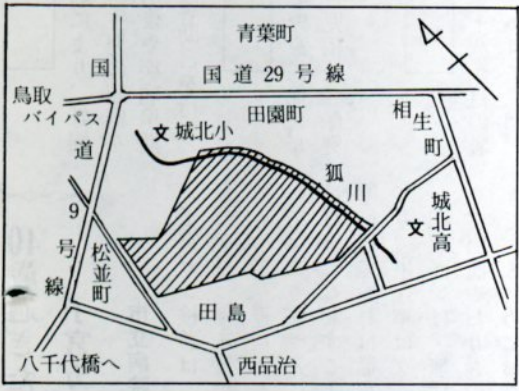 青葉町
国道29号線
国道9号線
鳥取
バイパス
田園町
相生町
文 城北小
狐川
文 城北高
松並町
田島
八千代橋へ
西品治